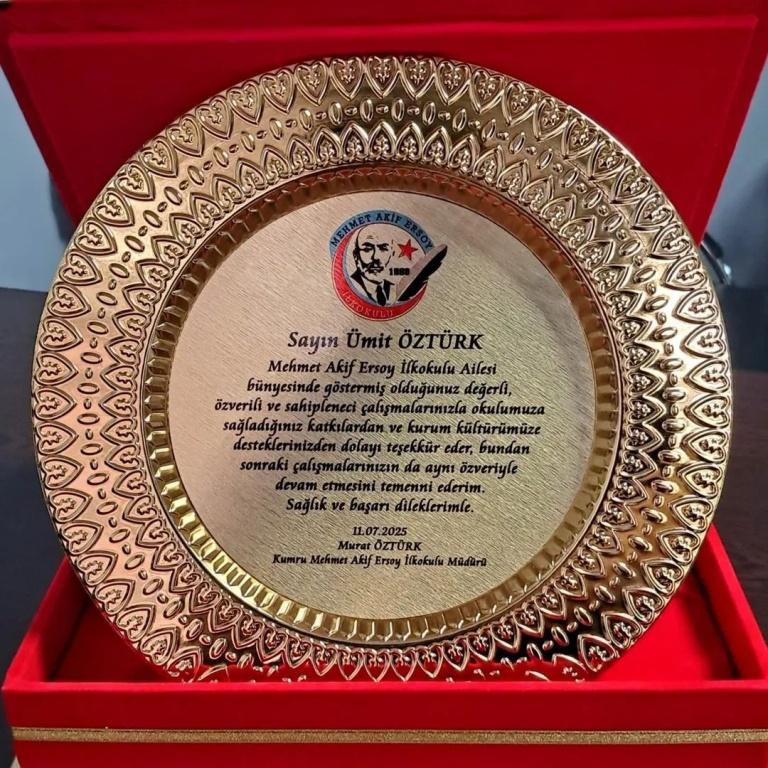 MEHMET AKİF ERSOY
1989
İLKOKULU
Sayın Ümit ÖZTÜRK
Mehmet Akif Ersoy İlkokulu Ailesi
bünyesinde göstermiş olduğunuz değerli,
özverili ve sahipleneci çalışmalarınızla okulumuza
sağladığınız katkılardan ve kurum kültürümüze
desteklerinizden dolayı teşekkür eder, bundan
sonraki çalışmalarınızın da aynı özveriyle
devam etmesini temenni ederim.
Sağlık ve başarı dileklerimle.
11.07.2025
Murat ÖZTÜRK
Kumru Mehmet Akif Ersoy İlkokulu Müdürü